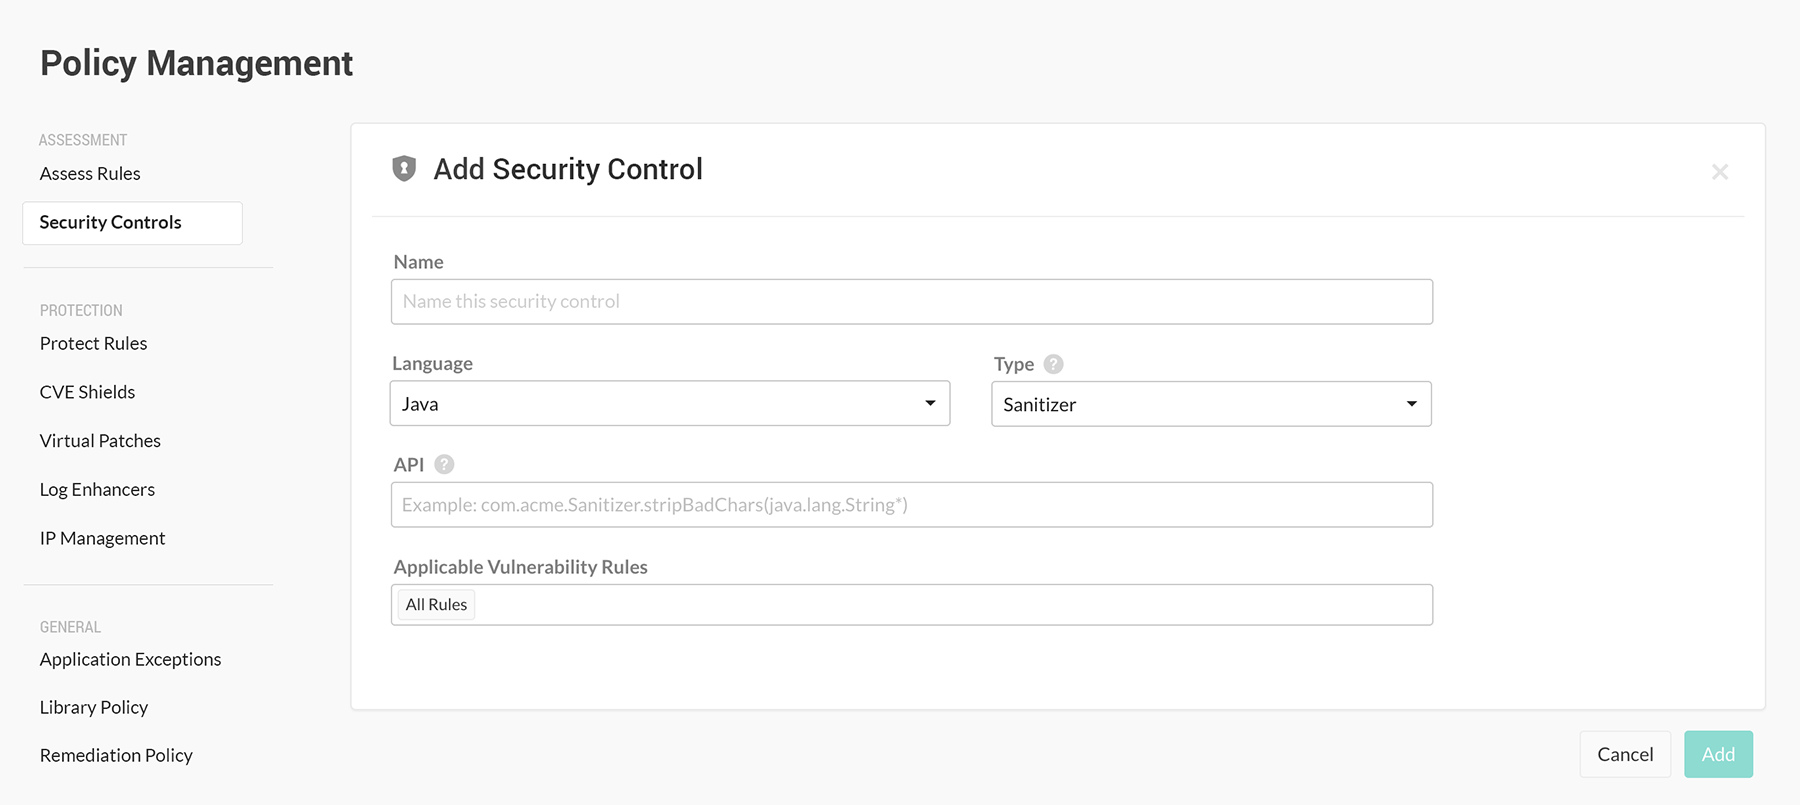 Policy Management
ASSESSMENT
Assess Rules
Security Controls
PROTECTION
Protect Rules
CVE Shields
Virtual Patches
Log Enhancers
IP Management
GENERAL
Application Exceptions
Library Policy
Remediation Policy
Add Security Control
Name
Name this security control
Language
Type ?
Java
Sanitizer
API ?
Example: com.acme.Sanitizer.stripBadChars(java.lang.String*)
Applicable Vulnerability Rules
All Rules
Cancel
Add